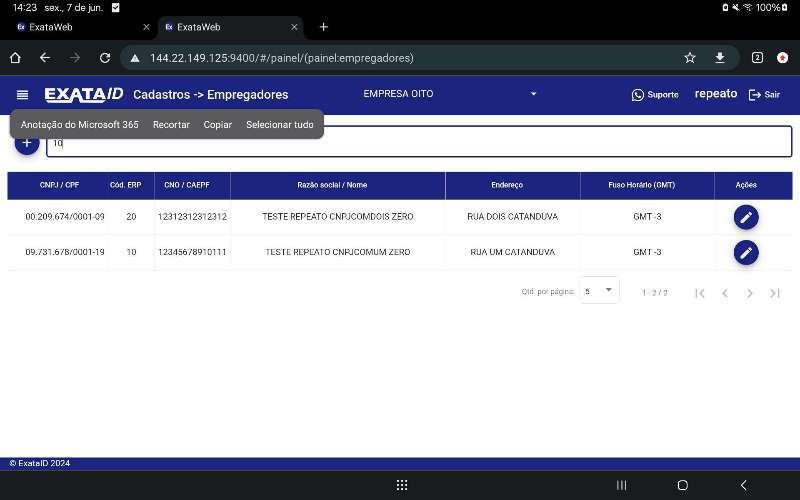 14:23 sex., 7 de jun. 100%
ExataWeb ExataWeb
144.22.149.125:9400/#/painel/(painel:empregadores) 2
EXATA ID Cadastros -> Empregadores EMPRESA OITO Suporte repeato Sair
Anotação do Microsoft 365 Recortar Copiar Selecionar tudo
10
CNPJ / CPF Cód. ERP CNO / CAEPF Razão social / Nome Endereço Fuso Horário (GMT) Ações
00.209.674/0001-09 20 12312312312312 TESTE REPEATO CNPJCOMDOIS ZERO RUA DOIS CATANDUVA GMT -3
09.731.678/0001-19 10 12345678910111 TESTE REPEATO CNPJCOMUM ZERO RUA UM CATANDUVA GMT -3
Qtd. por página: 5 1 - 2 / 2
© ExataID 2024